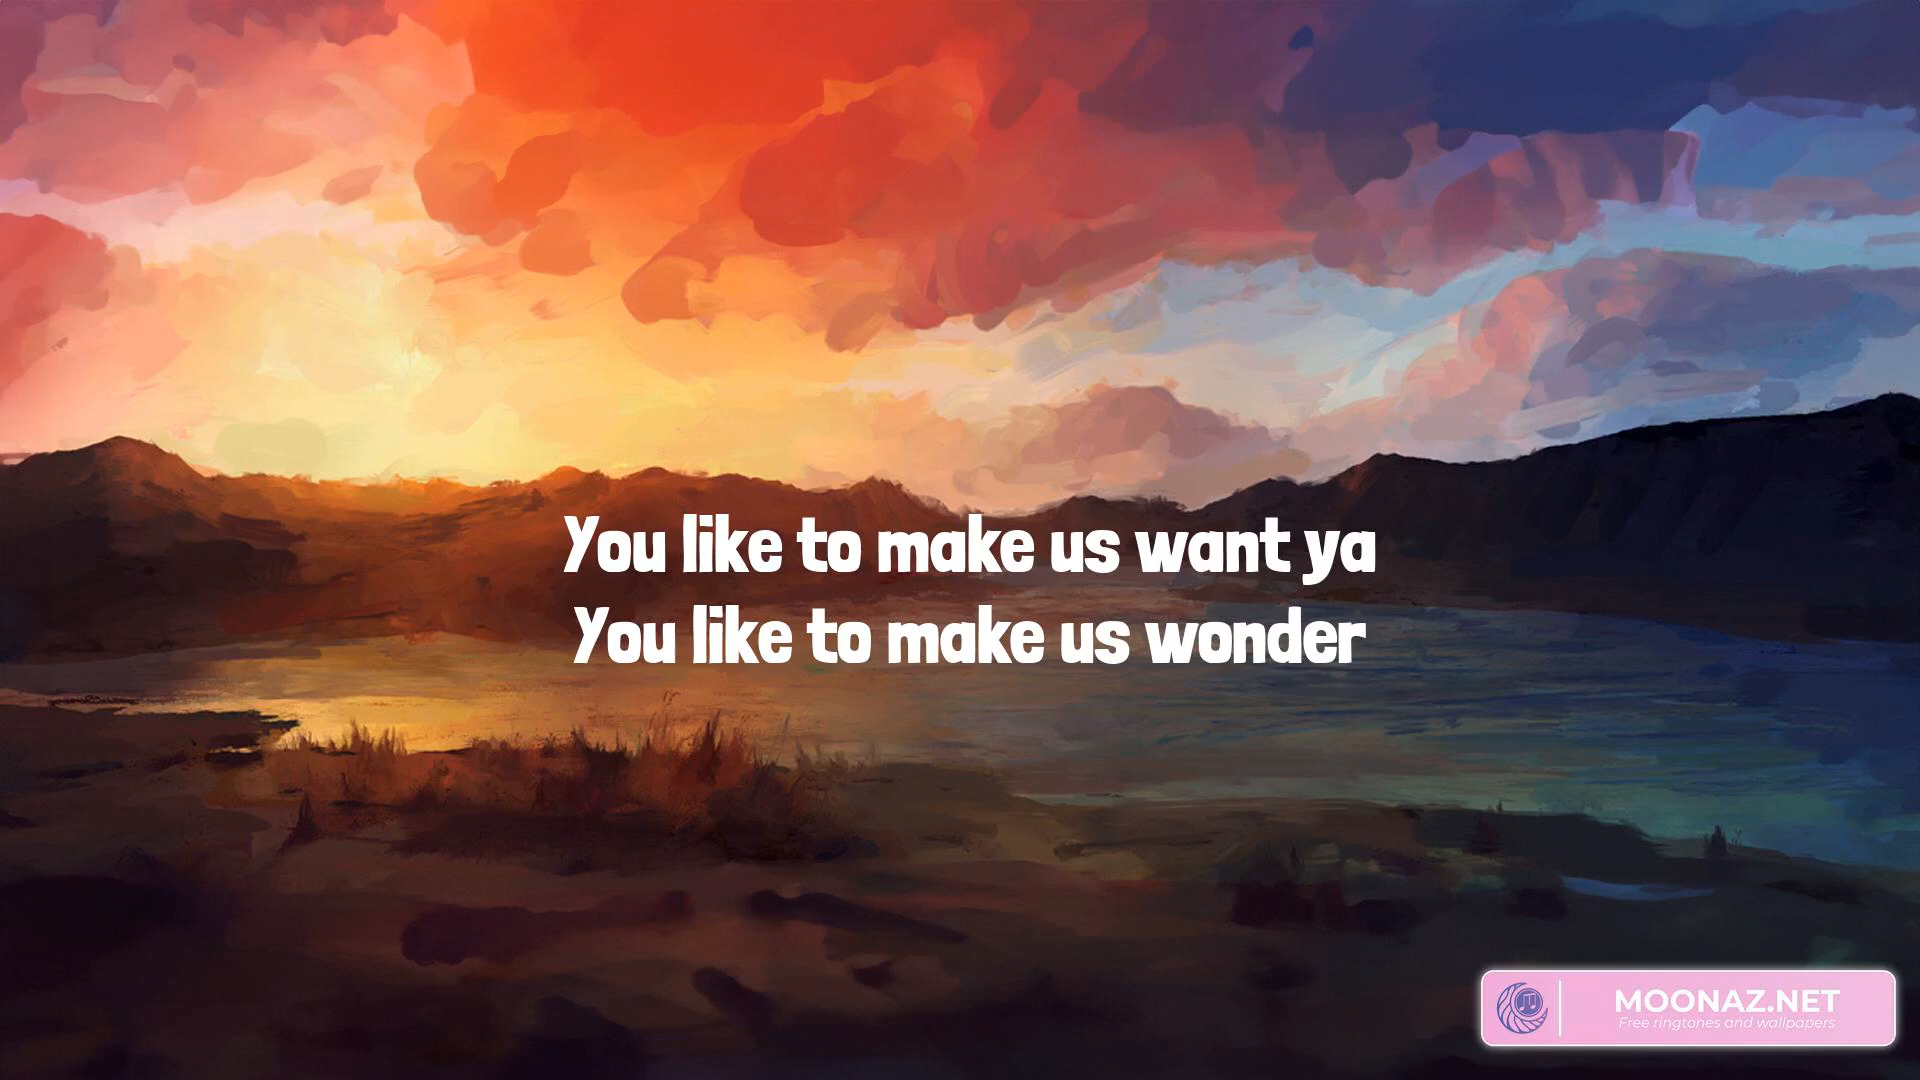 You like to make us want ya
You like to make us wonder
MOONAZ.NET
Free ringtones and wallpapers